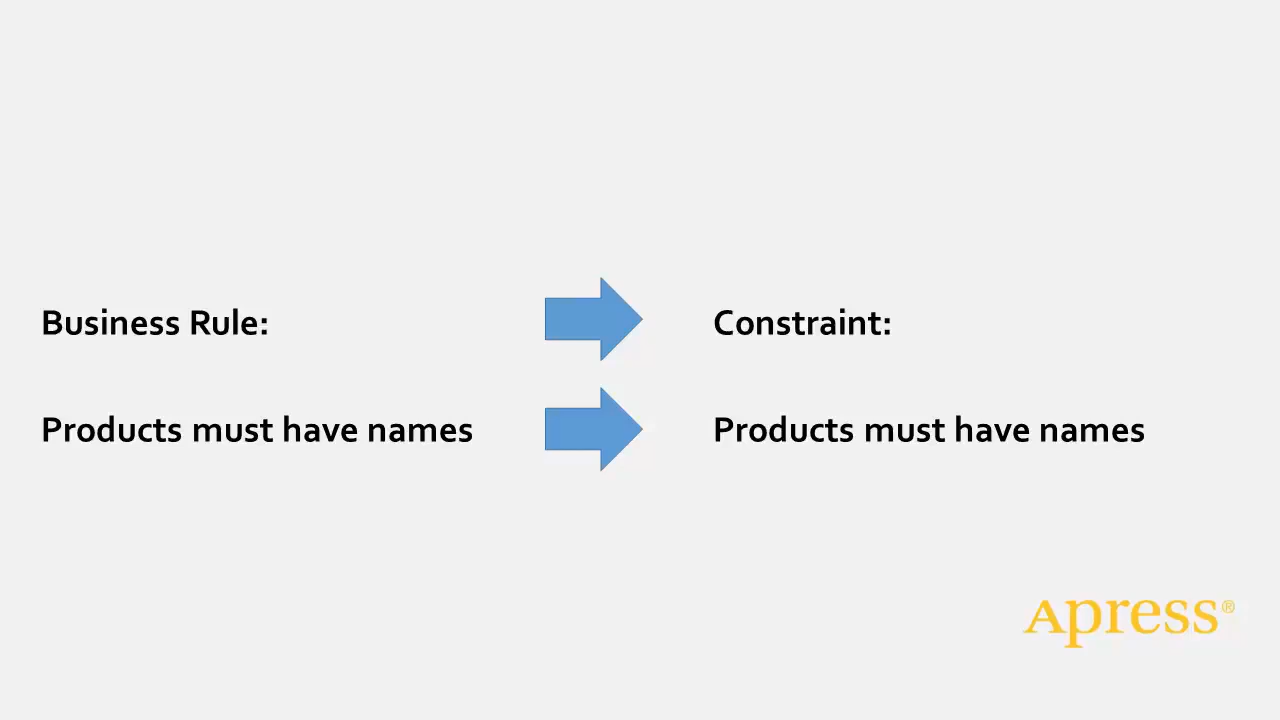 Business Rule:
Constraint:
Products must have names
Products must have names
Apress®